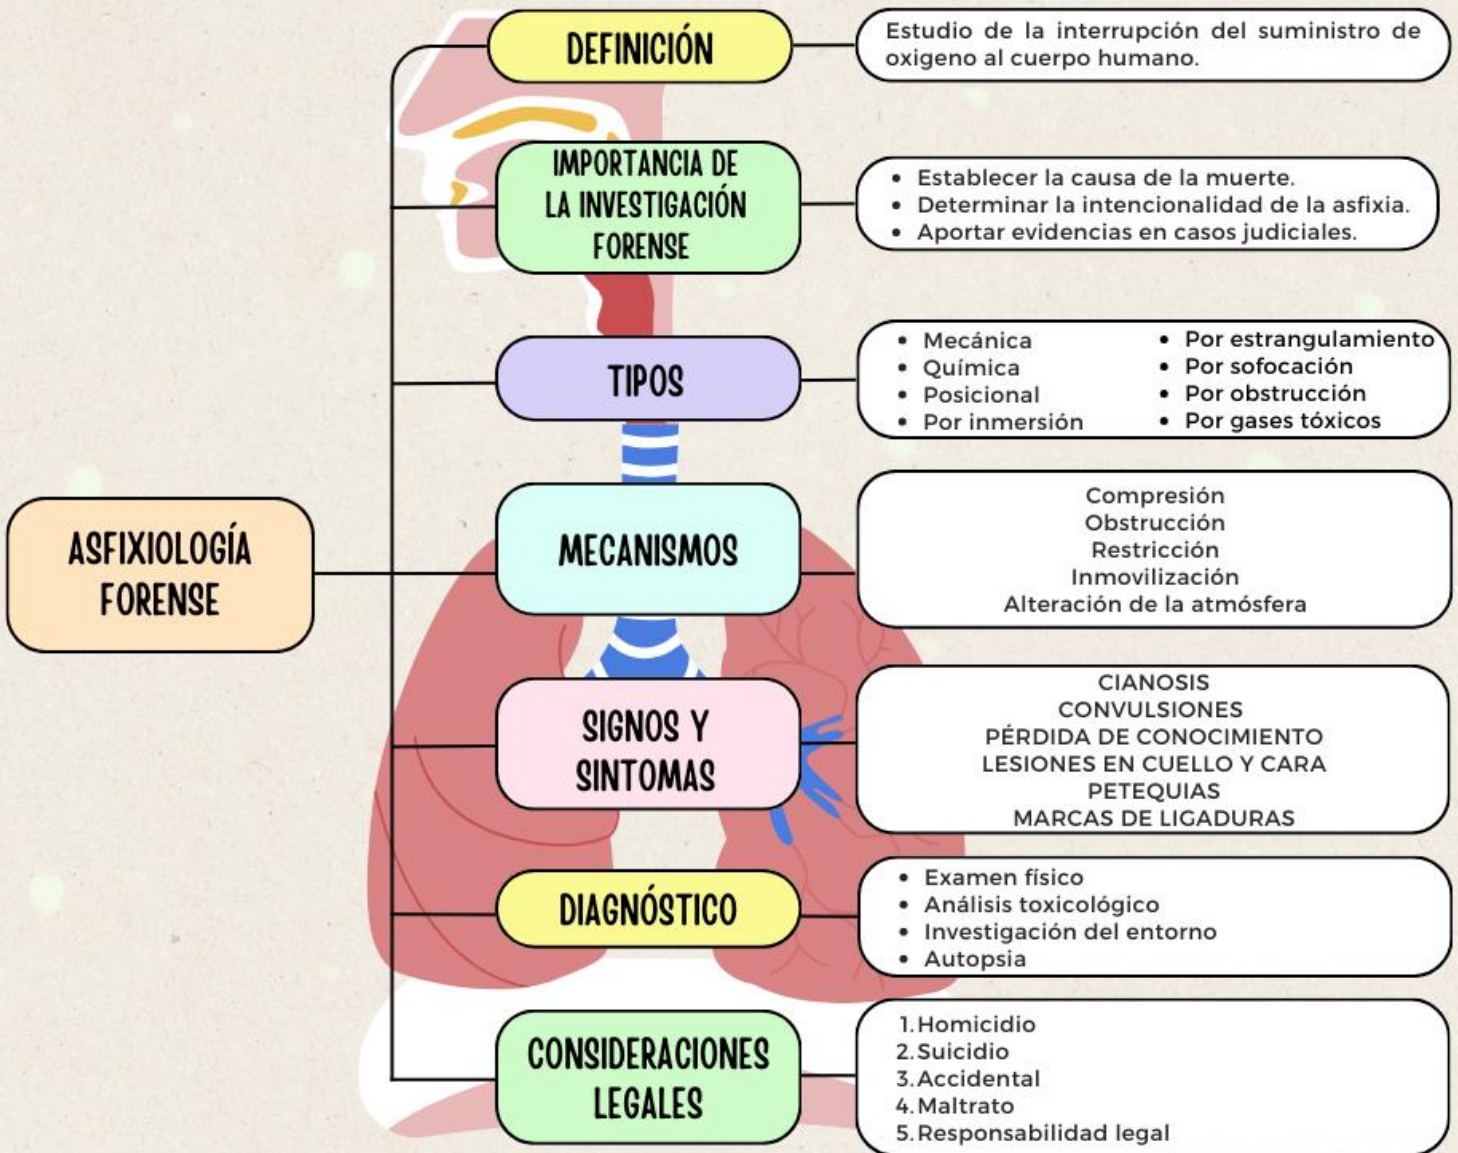 DEFINICIÓN
Estudio de la interrupción del suministro de
oxigeno al cuerpo humano.
IMPORTANCIA DE
LA INVESTIGACIÓN
FORENSE
• Establecer la causa de la muerte.
• Determinar la intencionalidad de la asfixia.
• Aportar evidencias en casos judiciales.
TIPOS
• Mecánica
• Química
• Posicional
• Por inmersión
• Por estrangulamiento
• Por sofocación
• Por obstrucción
• Por gases tóxicos
ASFIXIOLOGÍA
FORENSE
MECANISMOS
Compresión
Obstrucción
Restricción
Inmovilización
Alteración de la atmósfera
SIGNOS Y
SINTOMAS
CIANOSIS
CONVULSIONES
PÉRDIDA DE CONOCIMIENTO
LESIONES EN CUELLO Y CARA
PETEQUIAS
MARCAS DE LIGADURAS
DIAGNÓSTICO
• Examen físico
• Análisis toxicológico
• Investigación del entorno
• Autopsia
CONSIDERACIONES
LEGALES
1. Homicidio
2. Suicidio
3. Accidental
4. Maltrato
5. Responsabilidad legal